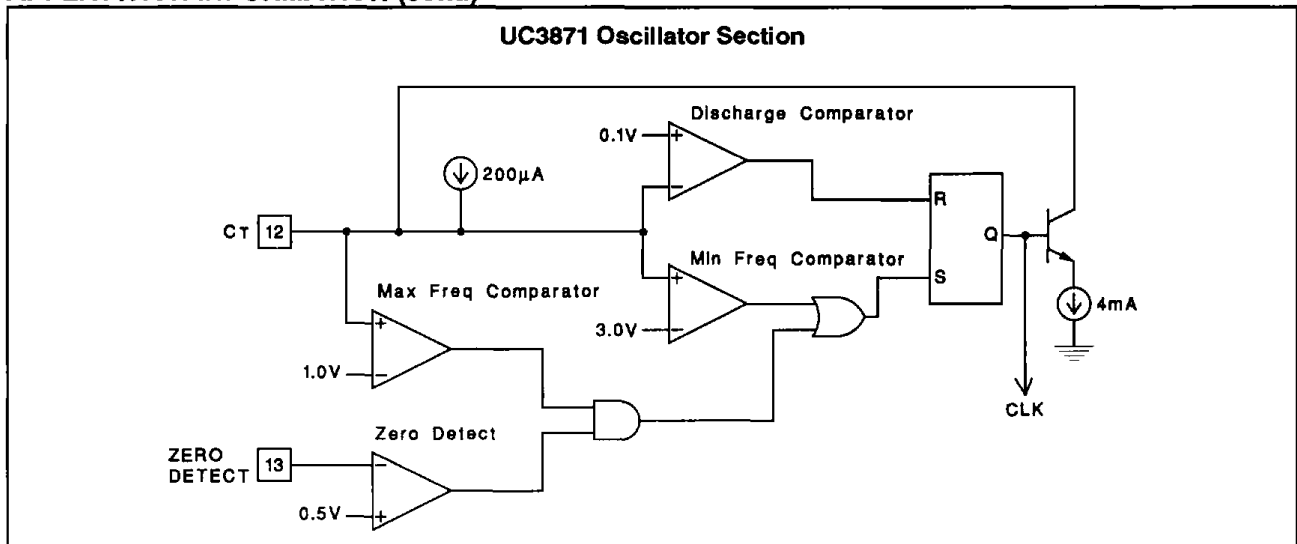 UC3871 Oscillator Section
Discharge Comparator
0.1V
+
−
200µA
CT 12
R
Q
S
Min Freq Comparator
+
3.0V
−
Max Freq Comparator
+
1.0V
−
4mA
CLK
Zero Detect
ZERO
DETECT 13
−
0.5V
+